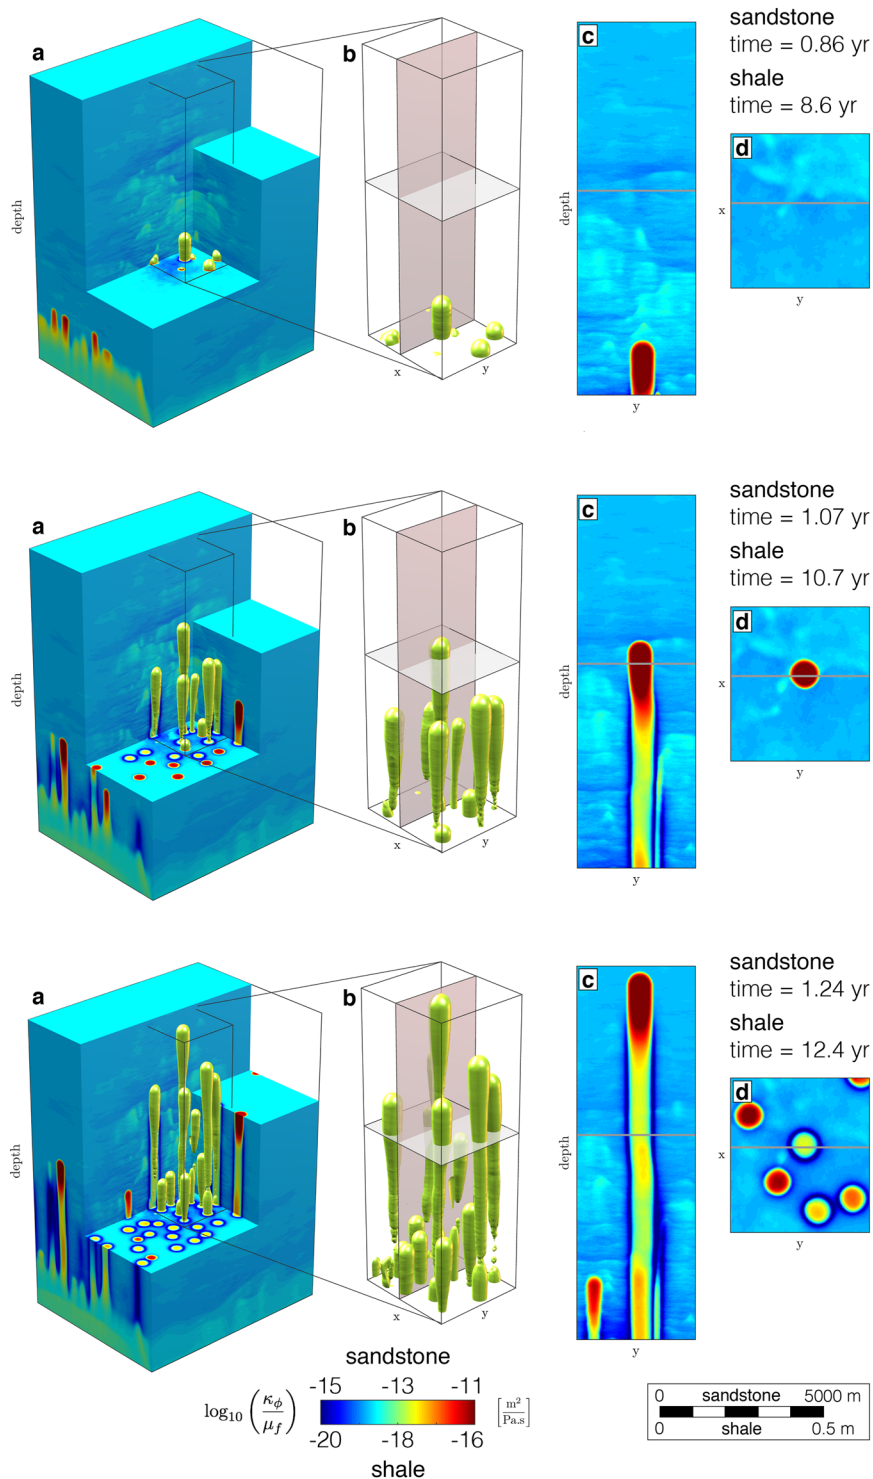 a
b
c
sandstone
time = 0.86 yr
shale
time = 8.6 yr
d
depth
depth
x
y
x
y
y
a
b
c
sandstone
time = 1.07 yr
shale
time = 10.7 yr
d
depth
depth
x
y
x
y
y
a
b
c
sandstone
time = 1.24 yr
shale
time = 12.4 yr
d
depth
depth
x
y
x
y
y
sandstone
-15 -13 -11
log₁₀ (κ_ϕ / μ_f) [m² / Pa.s]
-20 -18 -16
shale
0 sandstone 5000 m
0 shale 0.5 m